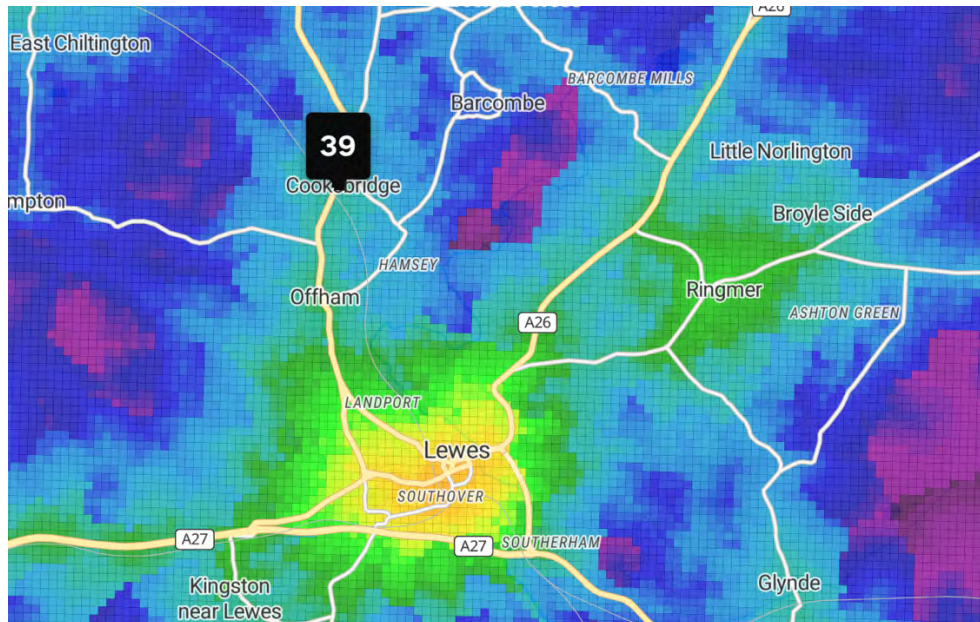 A26
East Chiltington
BARCOMBE MILLS
Barcombe
39
Little Norlington
Cooksbridge
mpton
Broyle Side
HAMSEY
Offham
Ringmer
A26
ASHTON GREEN
LANDPORT
Lewes
SOUTHOVER
A27
A27
SOUTHERHAM
Kingston
near Lewes
Glynde